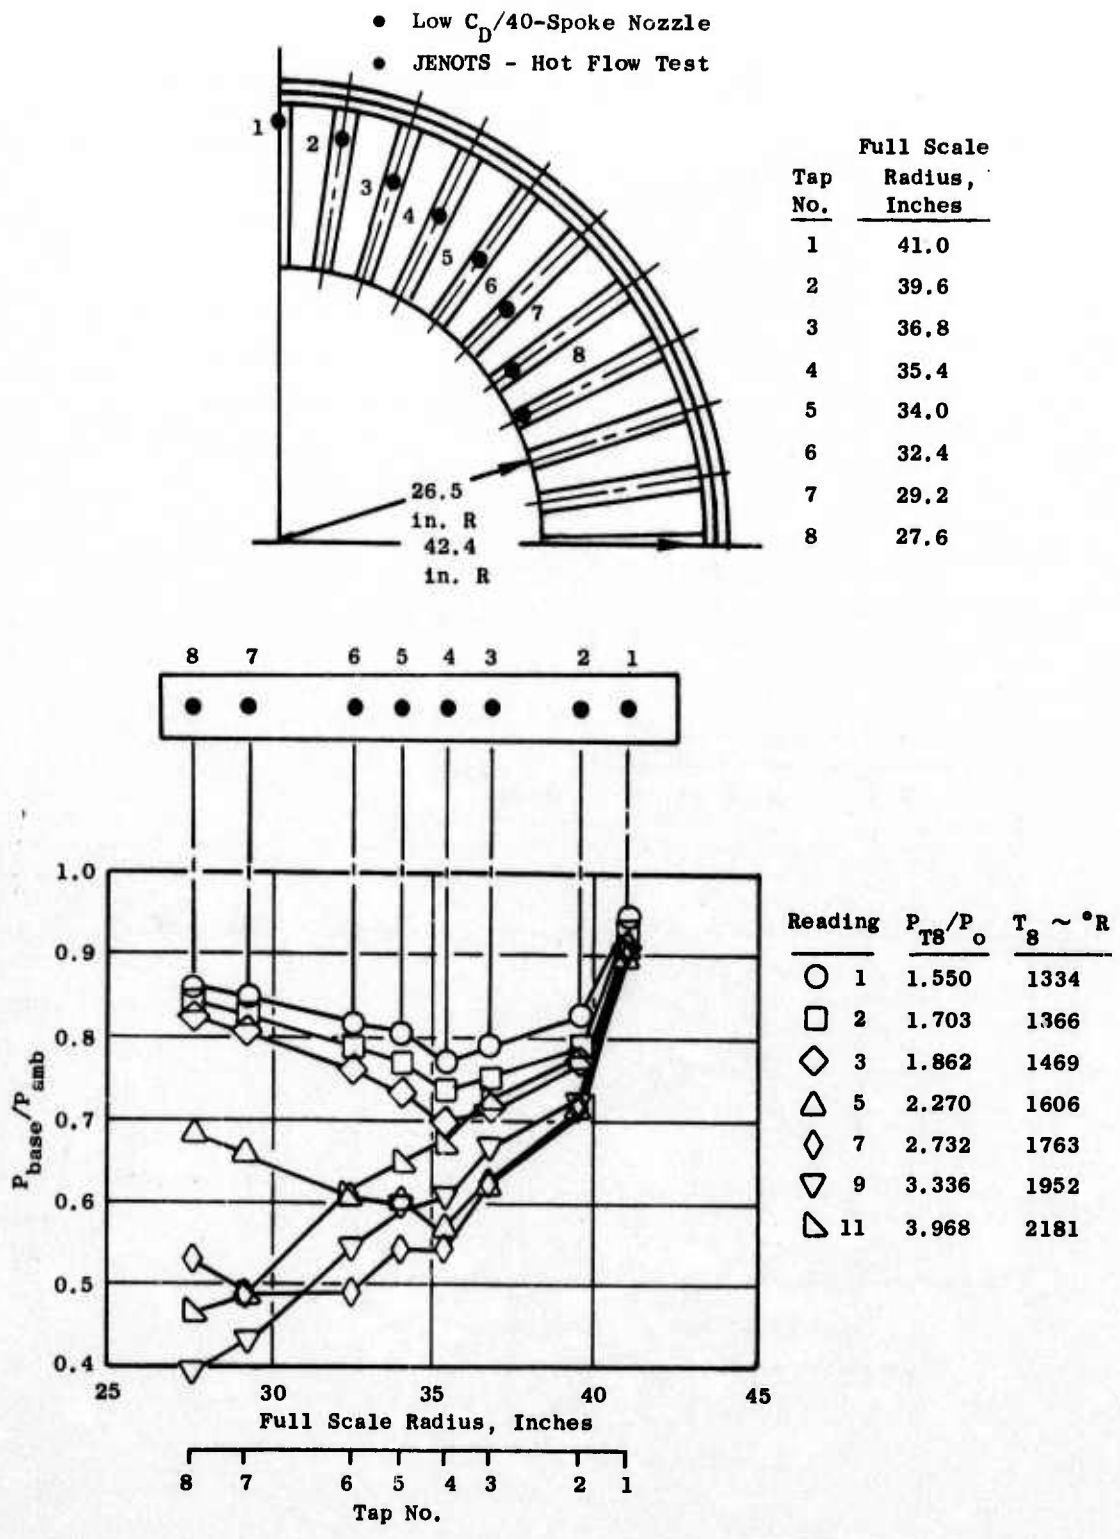 ● Low CD/40-Spoke Nozzle
● JENOTS - Hot Flow Test
1
2
3
4
5
6
7
8
26.5
in. R
42.4
in. R
Full Scale
Tap Radius,
No. Inches
1 41.0
2 39.6
3 36.8
4 35.4
5 34.0
6 32.4
7 29.2
8 27.6
8 7 6 5 4 3 2 1
1.0
0.9
0.8
0.7
0.6
0.5
0.4
Pbase/Pamb
25 30 35 40 45
Full Scale Radius, Inches
8 7 6 5 4 3 2 1
Tap No.
Reading PT8/Po T8 ~ °R
1 1.550 1334
2 1.703 1366
3 1.862 1469
5 2.270 1606
7 2.732 1763
9 3.336 1952
11 3.968 2181